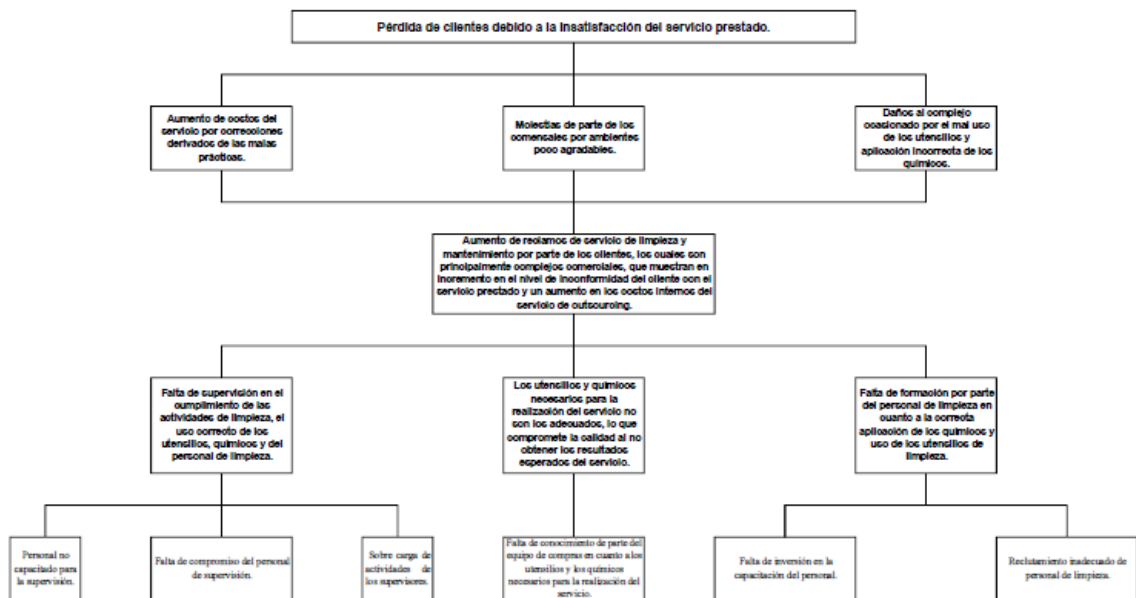 Pérdida de clientes debido a la insatisfacción del servicio prestado.
Aumento de costos del
servicio por correcciones
derivados de las malas
prácticas.
Molestias de parte de los
comensales por ambientes
poco agradables.
Daños al complejo
ocasionado por el mal uso
de los utensilios y
aplicación incorrecta de los
químicos.
Aumento de reclamos de servicio de limpieza y
mantenimiento por parte de los clientes, los cuales son
principalmente complejos comerciales, que muestran en
incremento en el nivel de inconformidad del cliente con el
servicio prestado y un aumento en los costos internos del
servicio de outsourcing.
Falta de supervisión en el
cumplimiento de las
actividades de limpieza, el
uso correcto de los
utensilios, químicos y del
personal de limpieza.
Los utensilios y químicos
necesarios para la
realización del servicio no
son los adecuados, lo que
compromete la calidad al no
obtener los resultados
esperados del servicio.
Falta de formación por parte
del personal de limpieza en
cuanto a la correcta
aplicación de los químicos y
uso de los utensilios de
limpieza.
Personal no
capacitado para
la supervisión.
Falta de compromiso del personal
de supervisión.
Sobre carga de
actividades de
los supervisores.
Falta de conocimiento de parte del
equipo de compras en cuanto a los
utensilios y los químicos
necesarios para la realización del
servicio.
Falta de inversión en la
capacitación del personal.
Reclutamiento inadecuado de
personal de limpieza.